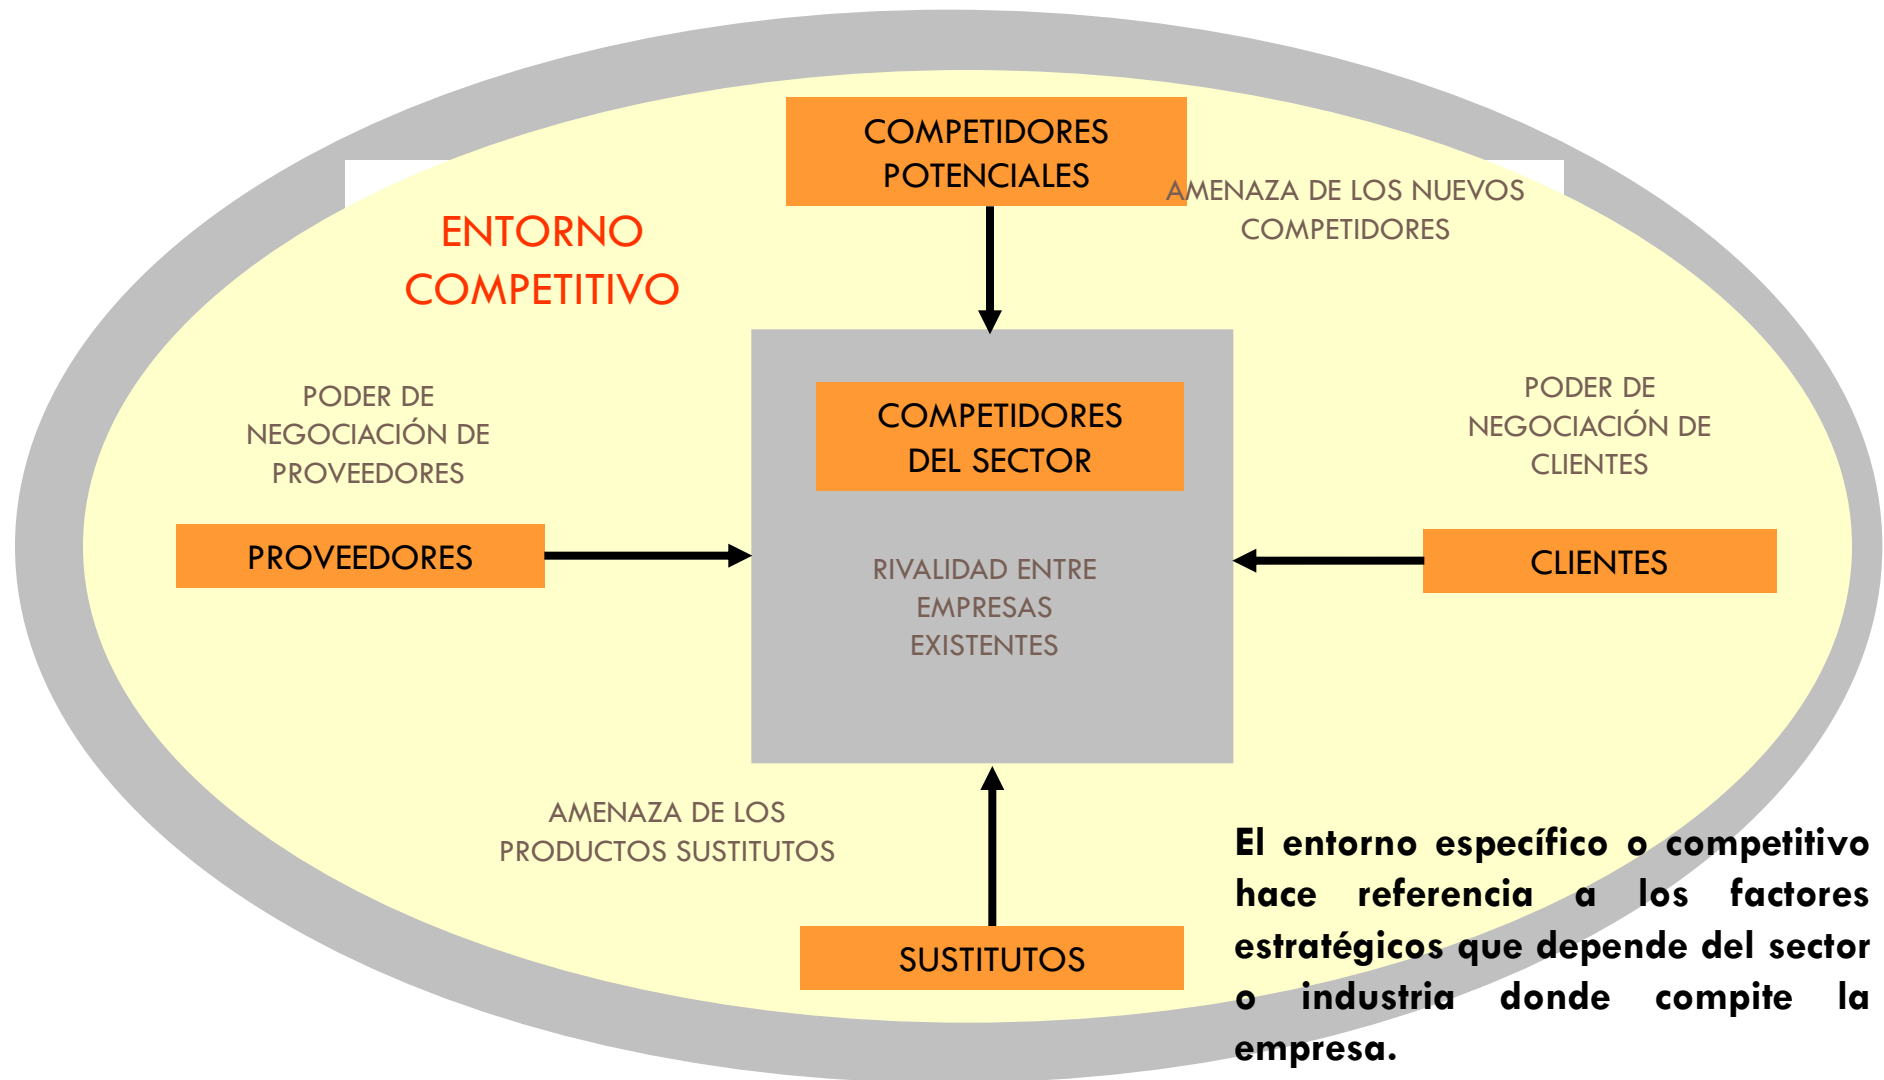 COMPETIDORES
POTENCIALES
AMENAZA DE LOS NUEVOS
COMPETIDORES
ENTORNO
COMPETITIVO
PODER DE
NEGOCIACIÓN DE
PROVEEDORES
COMPETIDORES
DEL SECTOR
PODER DE
NEGOCIACIÓN DE
CLIENTES
PROVEEDORES
RIVALIDAD ENTRE
EMPRESAS
EXISTENTES
CLIENTES
AMENAZA DE LOS
PRODUCTOS SUSTITUTOS
SUSTITUTOS
El entorno específico o competitivo
hace referencia a los factores
estratégicos que depende del sector
o industria donde compite la
empresa.